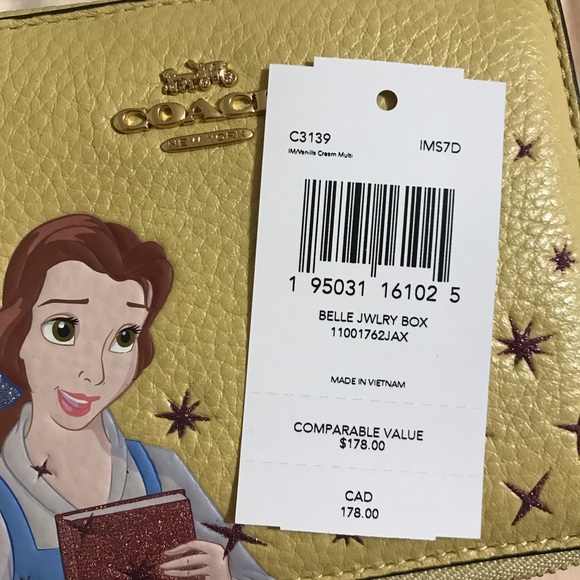 COACH
NEW YORK
C3139 IMS7D
IM/Vanilla Cream Multi
1 95031 16102 5
BELLE JWLRY BOX
11001762JAX
MADE IN VIETNAM
COMPARABLE VALUE
$178.00
CAD
178.00